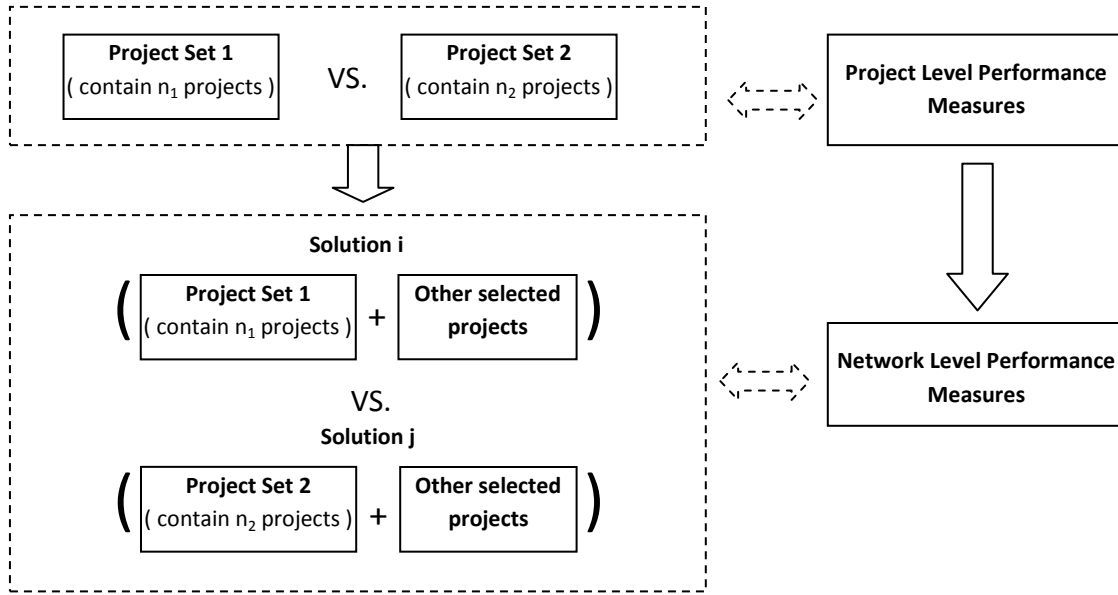 Project Set 1
( contain n₁ projects )
VS.
Project Set 2
( contain n₂ projects )
Project Level Performance
Measures
Solution i
( Project Set 1
( contain n₁ projects )
+
Other selected
projects )
VS.
Solution j
( Project Set 2
( contain n₂ projects )
+
Other selected
projects )
Network Level Performance
Measures